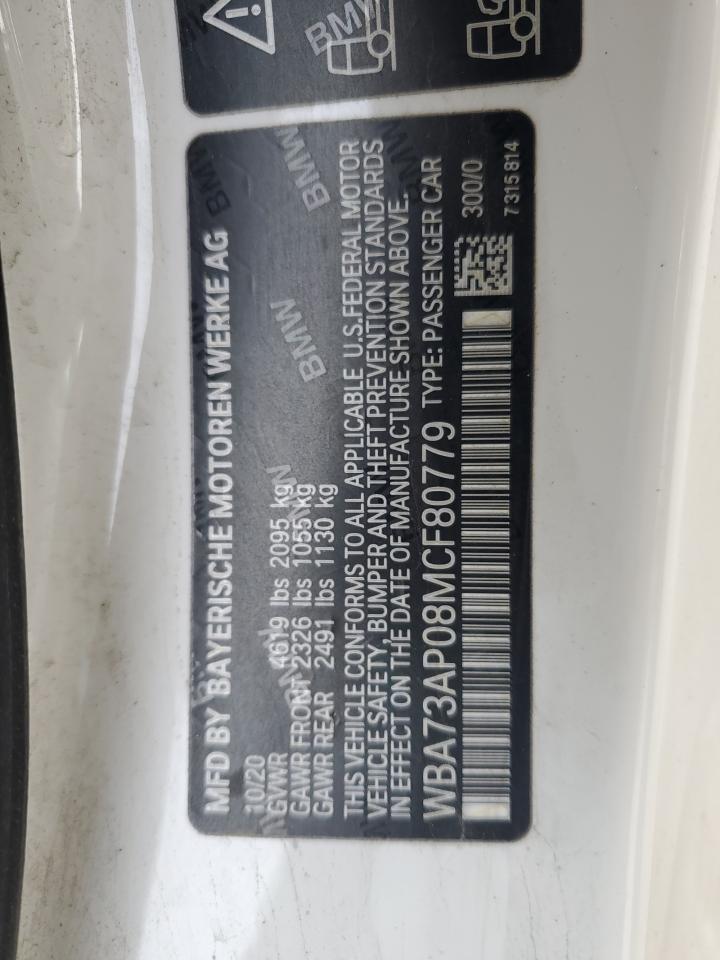 MFD BY BAYERISCHE MOTOREN WERKE AG
10/20
GVWR 4619 lbs 2095 kg
GAWR FRONT 2326 lbs 1055 kg
GAWR REAR 2491 lbs 1130 kg
THIS VEHICLE CONFORMS TO ALL APPLICABLE U.S.FEDERAL MOTOR
VEHICLE SAFETY, BUMPER AND THEFT PREVENTION STANDARDS
IN EFFECT ON THE DATE OF MANUFACTURE SHOWN ABOVE.
WBA73AP08MCF80779 TYPE: PASSENGER CAR
300/0
7315814
BMW
BMW
BMW
BMW